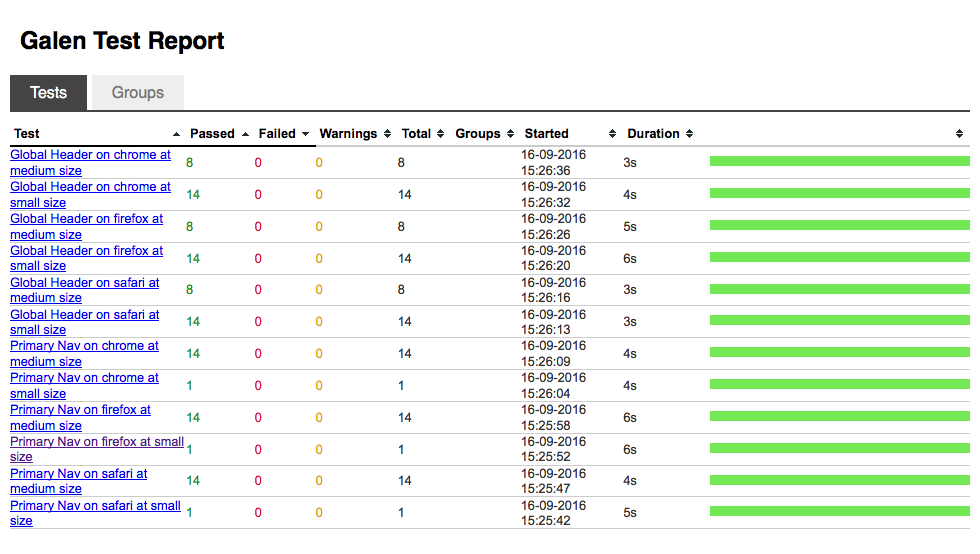 Galen Test Report
Tests Groups
Test Passed Failed Warnings Total Groups Started Duration
Global Header on chrome at medium size 8 0 0 8 16-09-2016 15:26:36 3s
Global Header on chrome at small size 14 0 0 14 16-09-2016 15:26:32 4s
Global Header on firefox at medium size 8 0 0 8 16-09-2016 15:26:26 5s
Global Header on firefox at small size 14 0 0 14 16-09-2016 15:26:20 6s
Global Header on safari at medium size 8 0 0 8 16-09-2016 15:26:16 3s
Global Header on safari at small size 14 0 0 14 16-09-2016 15:26:13 3s
Primary Nav on chrome at medium size 14 0 0 14 16-09-2016 15:26:09 4s
Primary Nav on chrome at small size 1 0 0 1 16-09-2016 15:26:04 4s
Primary Nav on firefox at medium size 14 0 0 14 16-09-2016 15:25:58 6s
Primary Nav on firefox at small size 1 0 0 1 16-09-2016 15:25:52 6s
Primary Nav on safari at medium size 14 0 0 14 16-09-2016 15:25:47 4s
Primary Nav on safari at small size 1 0 0 1 16-09-2016 15:25:42 5s